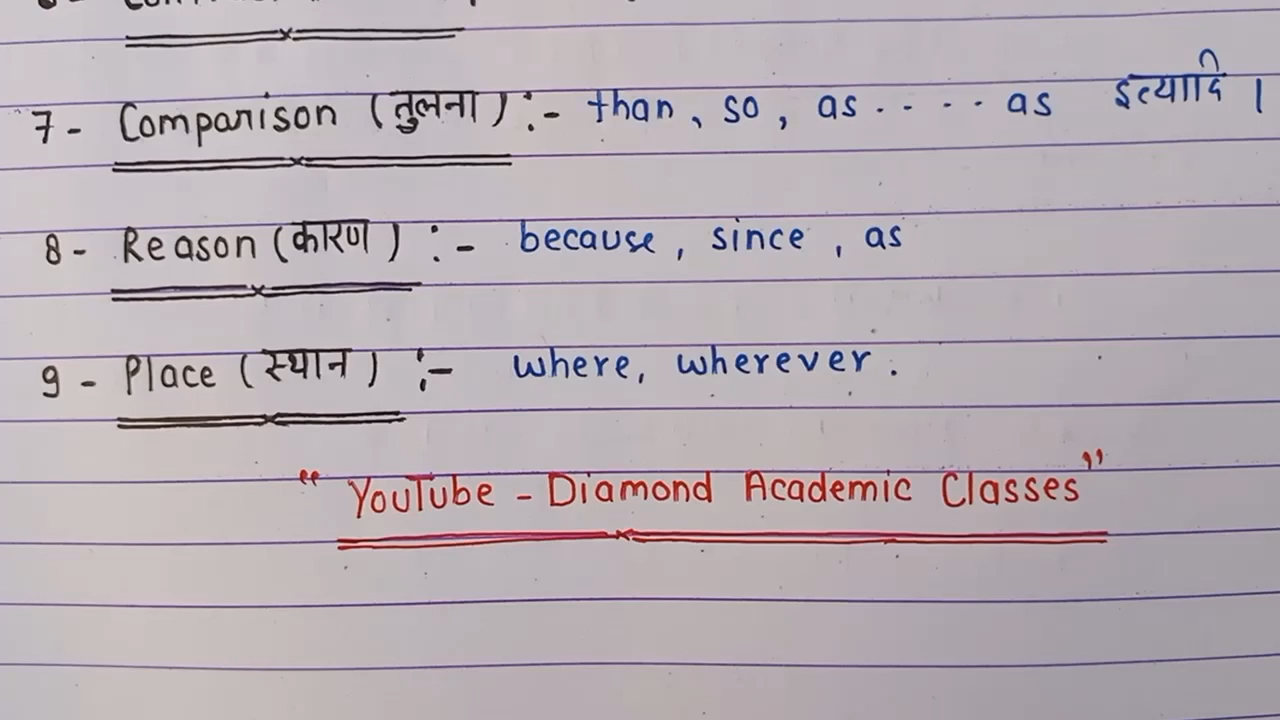 7 - Comparison (तुलना) :- than, so, as .... as इत्यादि ।
8 - Reason (कारण) :- because, since, as
9 - Place (स्थान) :- where, wherever.
"YouTube - Diamond Academic Classes"